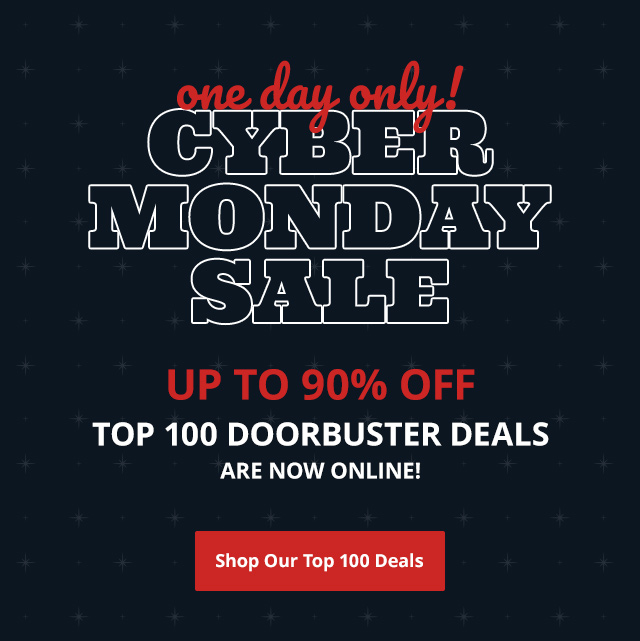 one day only!
CYBER
MONDAY
SALE
UP TO 90% OFF
TOP 100 DOORBUSTER DEALS
ARE NOW ONLINE!
Shop Our Top 100 Deals